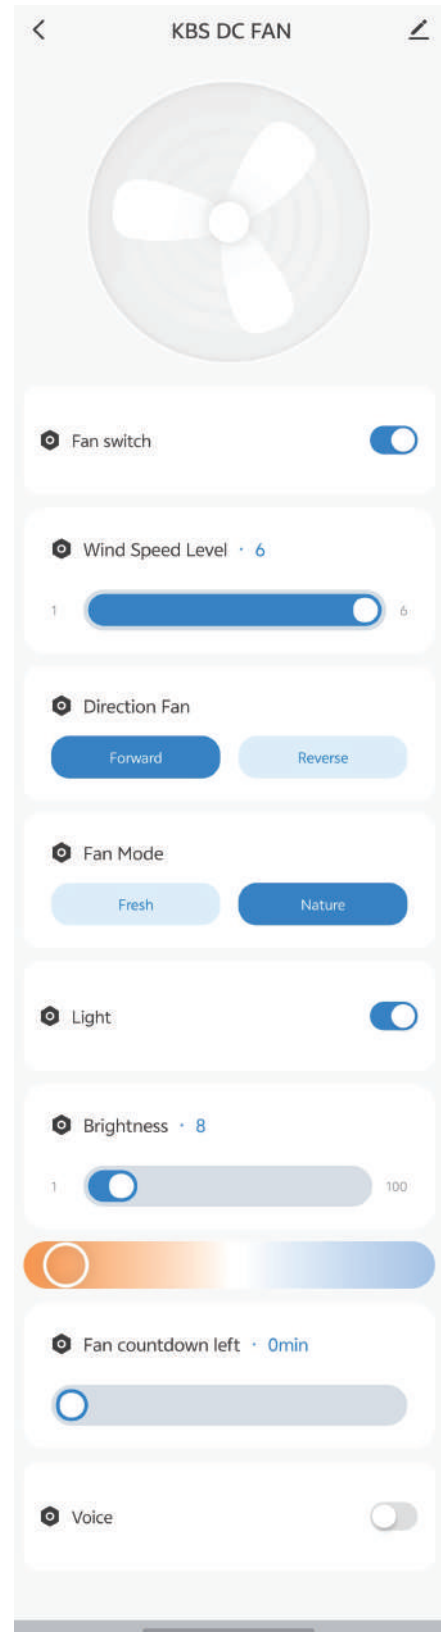 KBS DC FAN
Fan switch
Wind Speed Level · 6
1 6
Direction Fan
Forward Reverse
Fan Mode
Fresh Nature
Light
Brightness · 8
1 100
Fan countdown left · 0min
Voice